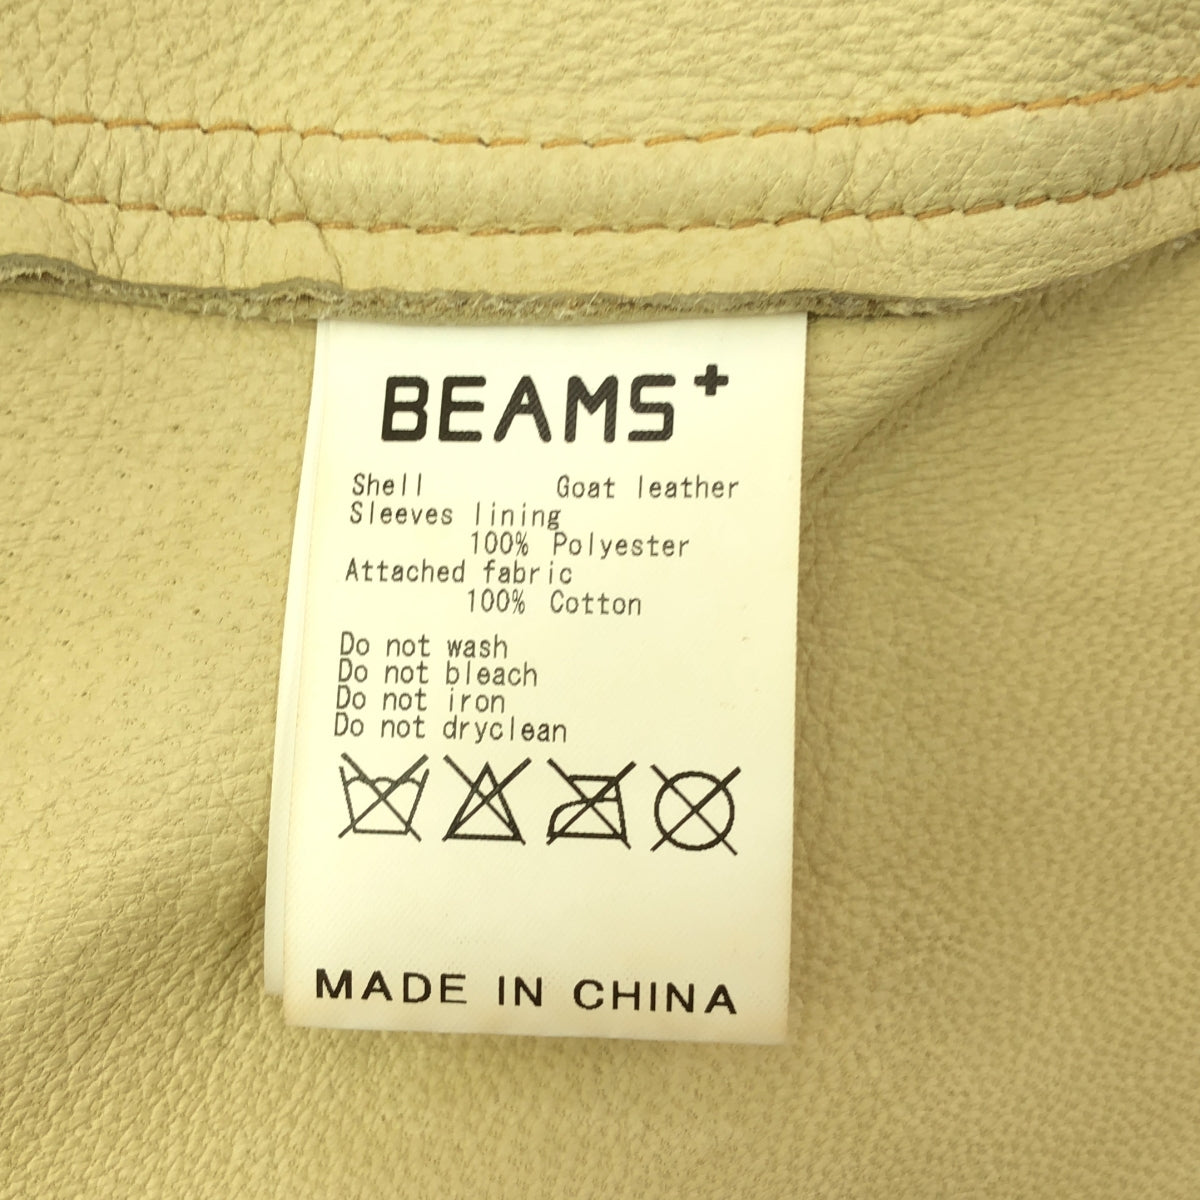 BEAMS+
Shell Goat leather
Sleeves lining
100% Polyester
Attached fabric
100% Cotton
Do not wash
Do not bleach
Do not iron
Do not dryclean
MADE IN CHINA